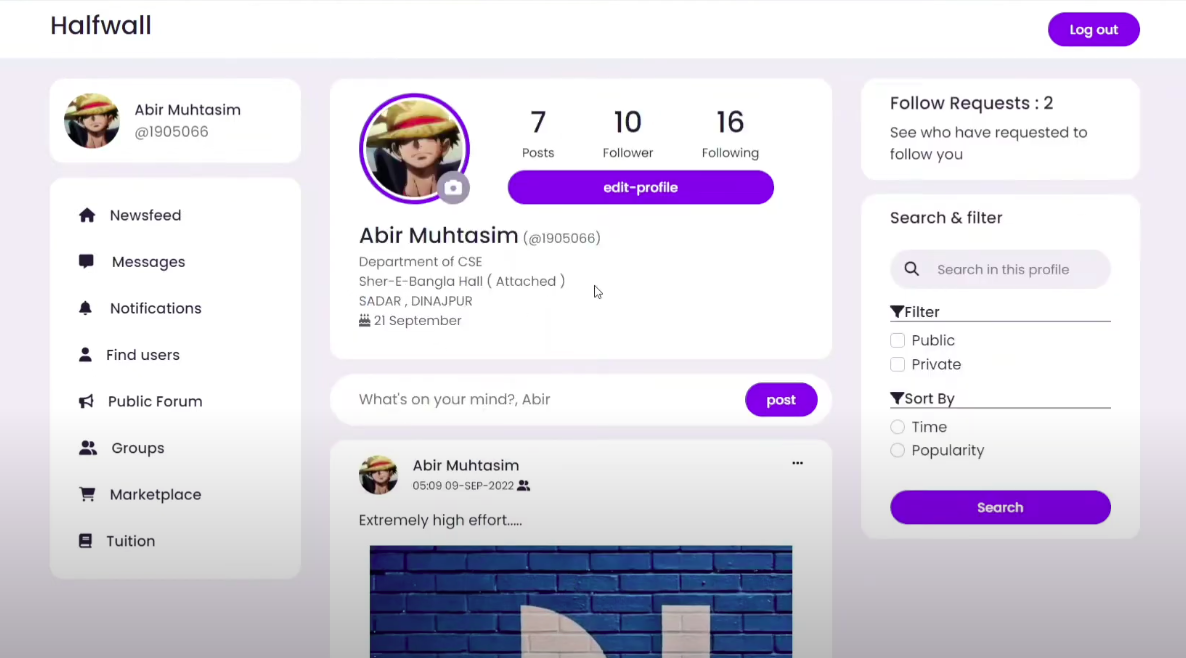 Halfwall
Log out
Abir Muhtasim
@1905066
Newsfeed
Messages
Notifications
Find users
Public Forum
Groups
Marketplace
Tuition
7
Posts
10
Follower
16
Following
edit-profile
Abir Muhtasim (@1905066)
Department of CSE
Sher-E-Bangla Hall ( Attached )
SADAR , DINAJPUR
21 September
What's on your mind?, Abir
post
Abir Muhtasim
05:09 09-SEP-2022
Extremely high effort.....
Follow Requests : 2
See who have requested to
follow you
Search & filter
Search in this profile
Filter
Public
Private
Sort By
Time
Popularity
Search